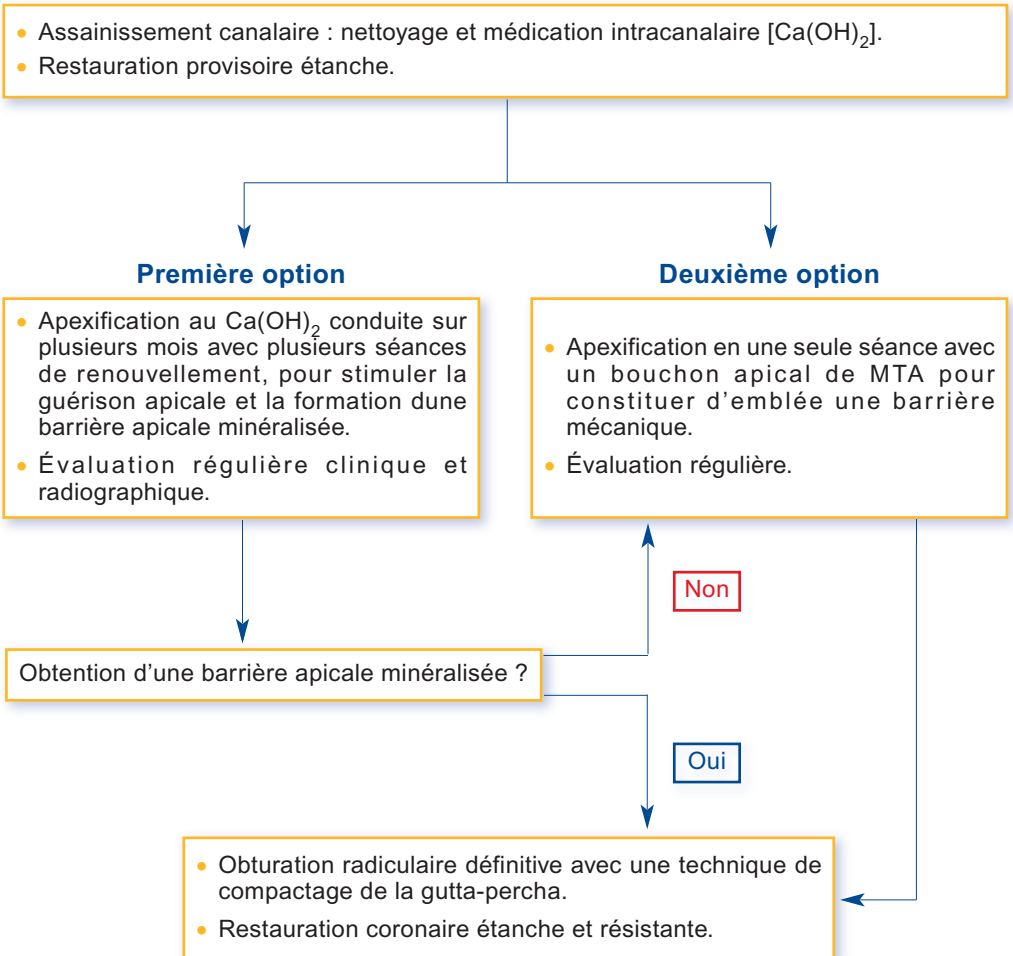 • Assainissement canalaire : nettoyage et médication intracanalaire [Ca(OH)₂].
• Restauration provisoire étanche.
Première option
• Apexification au Ca(OH)₂ conduite sur
plusieurs mois avec plusieurs séances
de renouvellement, pour stimuler la
guérison apicale et la formation dune
barrière apicale minéralisée.
• Évaluation régulière clinique et
radiographique.
Deuxième option
• Apexification en une seule séance avec
un bouchon apical de MTA pour
constituer d’emblée une barrière
mécanique.
• Évaluation régulière.
Non
Obtention d’une barrière apicale minéralisée ?
Oui
• Obturation radiculaire définitive avec une technique de
compactage de la gutta-percha.
• Restauration coronaire étanche et résistante.